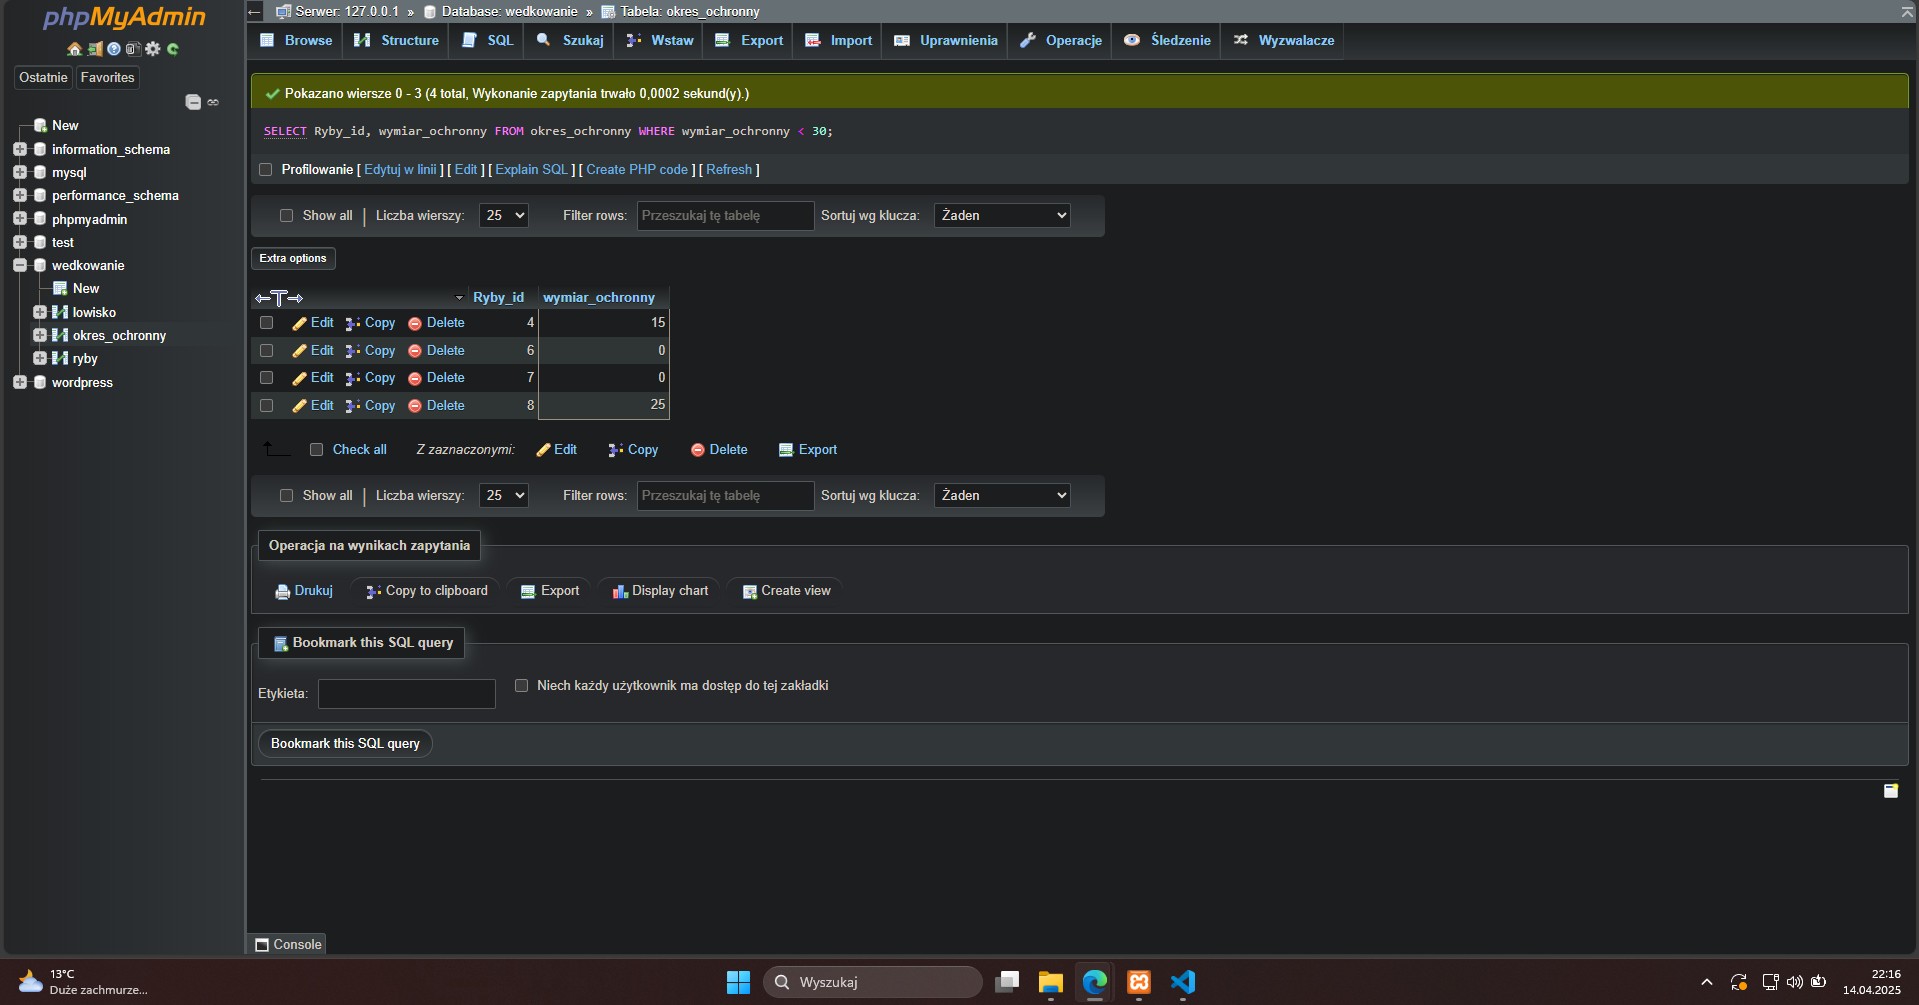 phpMyAdmin
Ostatnie Favorites
New
information_schema
mysql
performance_schema
phpmyadmin
test
wedkowanie
New
lowisko
okres_ochronny
ryby
wordpress
Serwer: 127.0.0.1 » Database: wedkowanie » Tabela: okres_ochronny
Browse Structure SQL Szukaj Wstaw Export Import Uprawnienia Operacje Śledzenie Wyzwalacze
Pokazano wiersze 0 - 3 (4 total, Wykonanie zapytania trwało 0,0002 sekund(y).)
SELECT Ryby_id, wymiar_ochronny FROM okres_ochronny WHERE wymiar_ochronny < 30;
Profilowanie [ Edytuj w linii ] [ Edit ] [ Explain SQL ] [ Create PHP code ] [ Refresh ]
Show all | Liczba wierszy: 25 Filter rows: Przeszukaj tę tabelę Sortuj wg klucza: Żaden
Extra options
Ryby_id wymiar_ochronny
Edit Copy Delete 4 15
Edit Copy Delete 6 0
Edit Copy Delete 7 0
Edit Copy Delete 8 25
Check all Z zaznaczonymi: Edit Copy Delete Export
Show all | Liczba wierszy: 25 Filter rows: Przeszukaj tę tabelę Sortuj wg klucza: Żaden
Operacja na wynikach zapytania
Drukuj Copy to clipboard Export Display chart Create view
Bookmark this SQL query
Etykieta: Niech każdy użytkownik ma dostęp do tej zakładki
Bookmark this SQL query
Console
13°C
Duże zachmurze...
Wyszukaj
22:16
14.04.2025